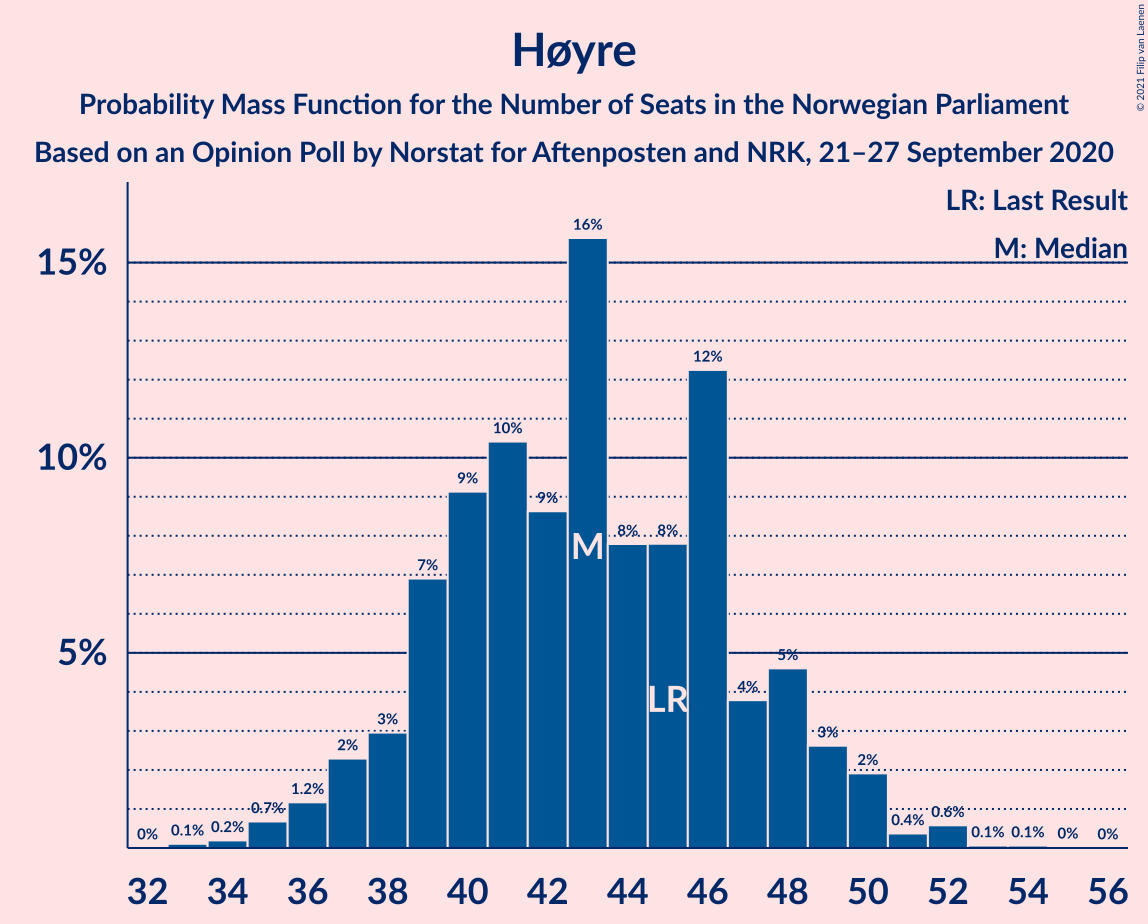 © 2021 Filip van Laenen
Høyre
Probability Mass Function for the Number of Seats in the Norwegian Parliament
Based on an Opinion Poll by Norstat for Aftenposten and NRK, 21–27 September 2020
LR: Last Result
M: Median
15%
10%
5%
0% 0.1% 0.2% 0.7% 1.2% 2% 3% 7% 9% 10% 9% 16% 8% 8% 12% 4% 5% 3% 2% 0.4% 0.6% 0.1% 0.1% 0% 0%
M
LR
32 34 36 38 40 42 44 46 48 50 52 54 56